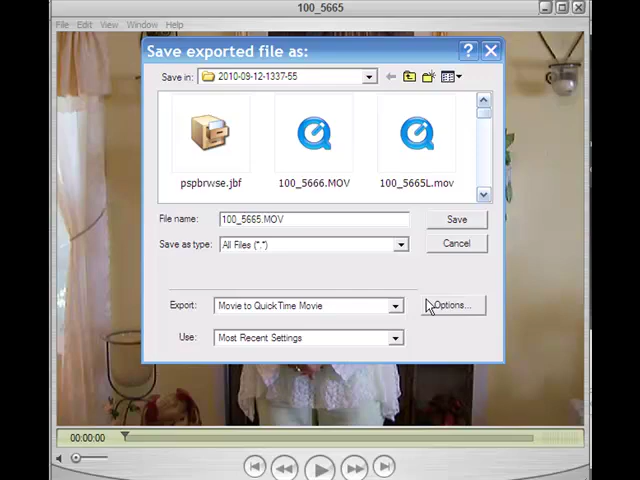 100_5665
File Edit View Window Help
Save exported file as:
Save in: 2010-09-12-1337-55
pspbrwse.jbf 100_5666.MOV 100_5665L.mov
File name: 100_5665.MOV Save
Save as type: All Files (*.*) Cancel
Export: Movie to QuickTime Movie Options...
Use: Most Recent Settings
00:00:00